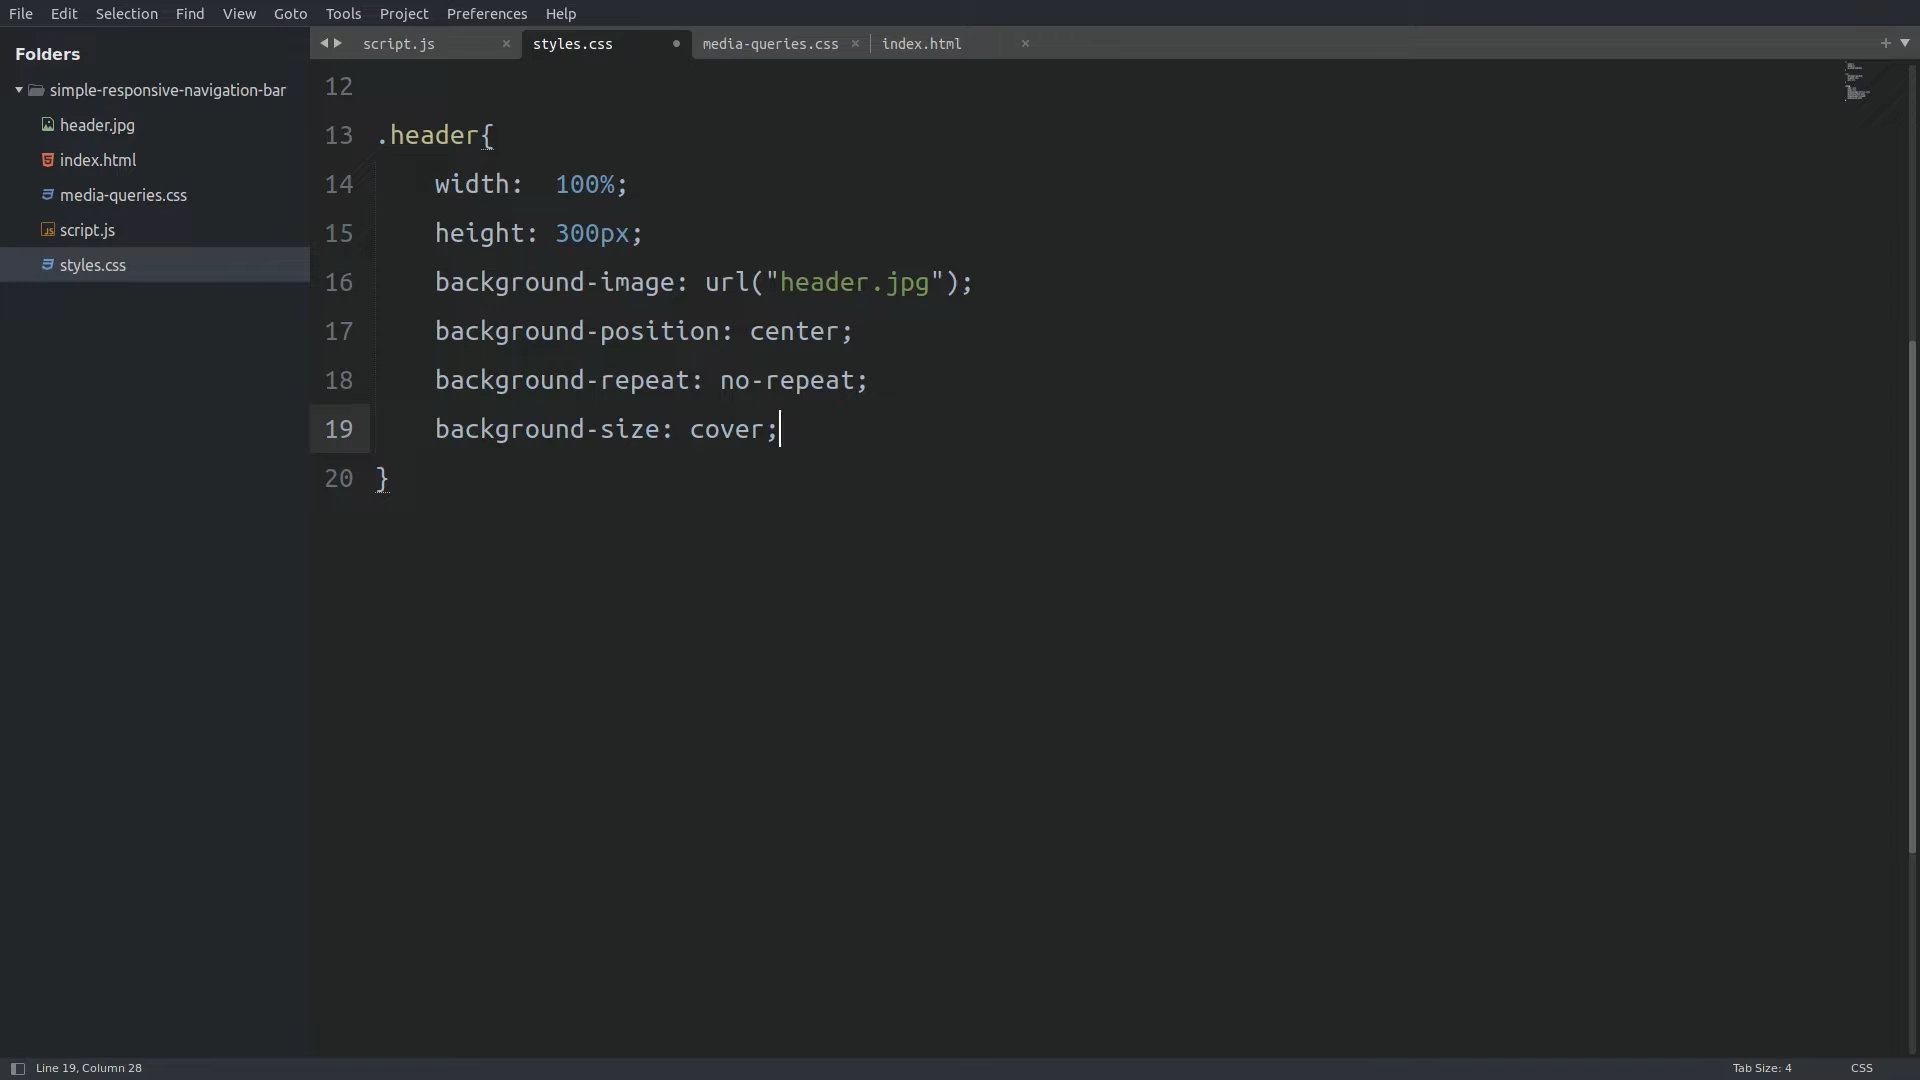 File Edit Selection Find View Goto Tools Project Preferences Help
Folders
simple-responsive-navigation-bar
header.jpg
index.html
media-queries.css
script.js
styles.css
script.js × styles.css media-queries.css × index.html ×
12
13 .header{
14     width:  100%;
15     height: 300px;
16     background-image: url("header.jpg");
17     background-position: center;
18     background-repeat: no-repeat;
19     background-size: cover;
20 }
Line 19, Column 28 Tab Size: 4 CSS